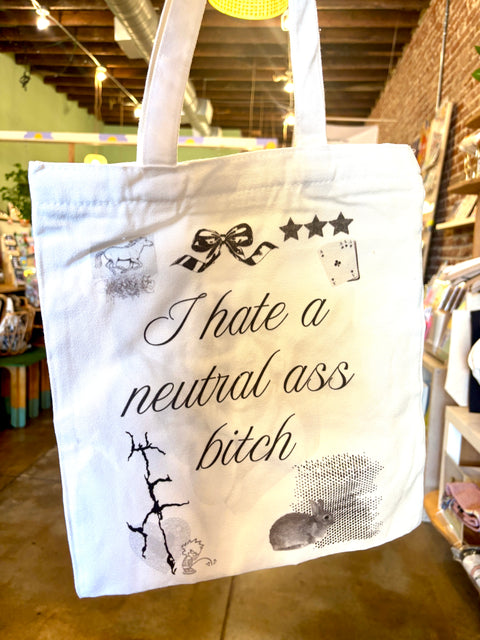 I hate a
neutral ass
bitch